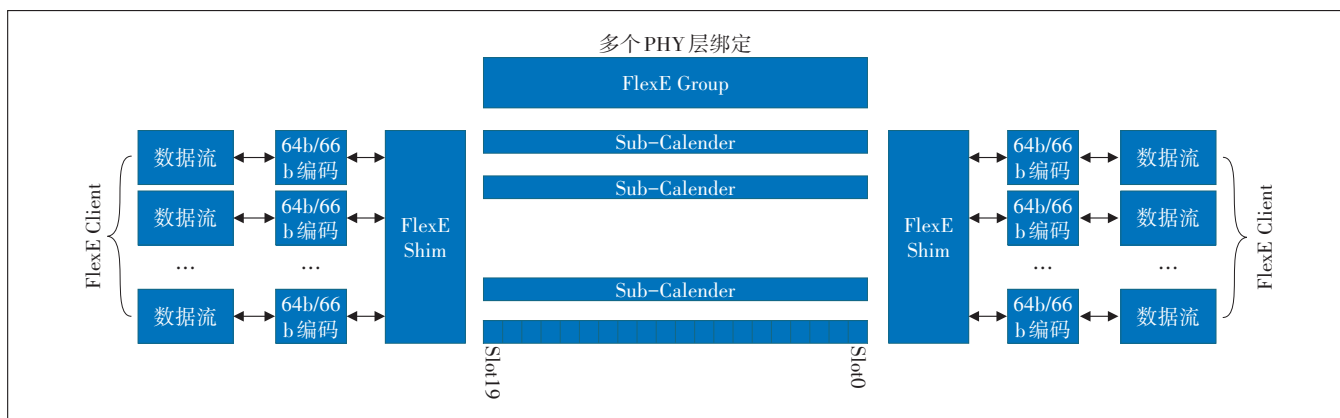 多个PHY层绑定
FlexE Group
FlexE Client
数据流
64b/66
b编码
数据流
64b/66
b编码
...
...
数据流
64b/66
b编码
FlexE
Shim
Sub-Calender
Sub-Calender
Sub-Calender
Slot19
Slot0
FlexE
Shim
64b/66
b编码
数据流
64b/66
b编码
数据流
...
...
64b/66
b编码
数据流
FlexE Client